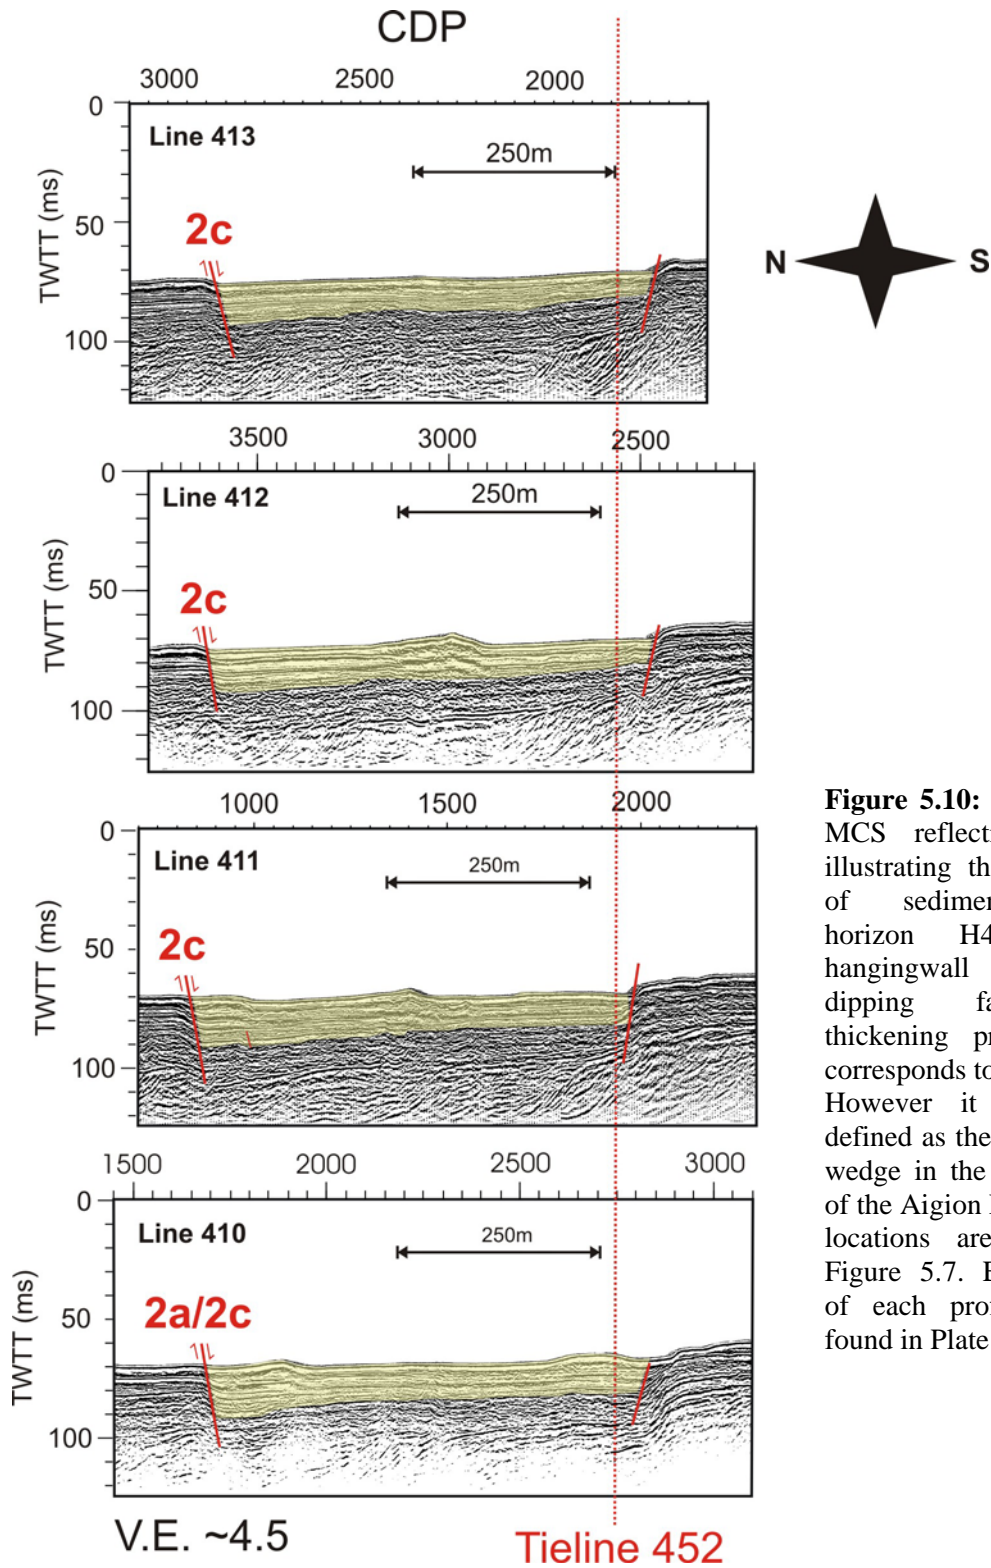 CDP
3000 2500 2000
0
Line 413
250m
TWTT (ms)
50
2c
100
N S
3500 3000 2500
0
Line 412
250m
TWTT (ms)
50
2c
100
1000 1500 2000
0
Line 411
250m
TWTT (ms)
50
2c
100
1500 2000 2500 3000
0
Line 410
250m
TWTT (ms)
50
2a/2c
100
V.E. ~4.5
Tieline 452
Figure 5.10:
MCS reflecti
illustrating th
of sedimen
horizon H4
hangingwall
dipping fa
thickening pr
corresponds to
However it
defined as the
wedge in the
of the Aigion
locations are
Figure 5.7.
of each prof
found in Plate